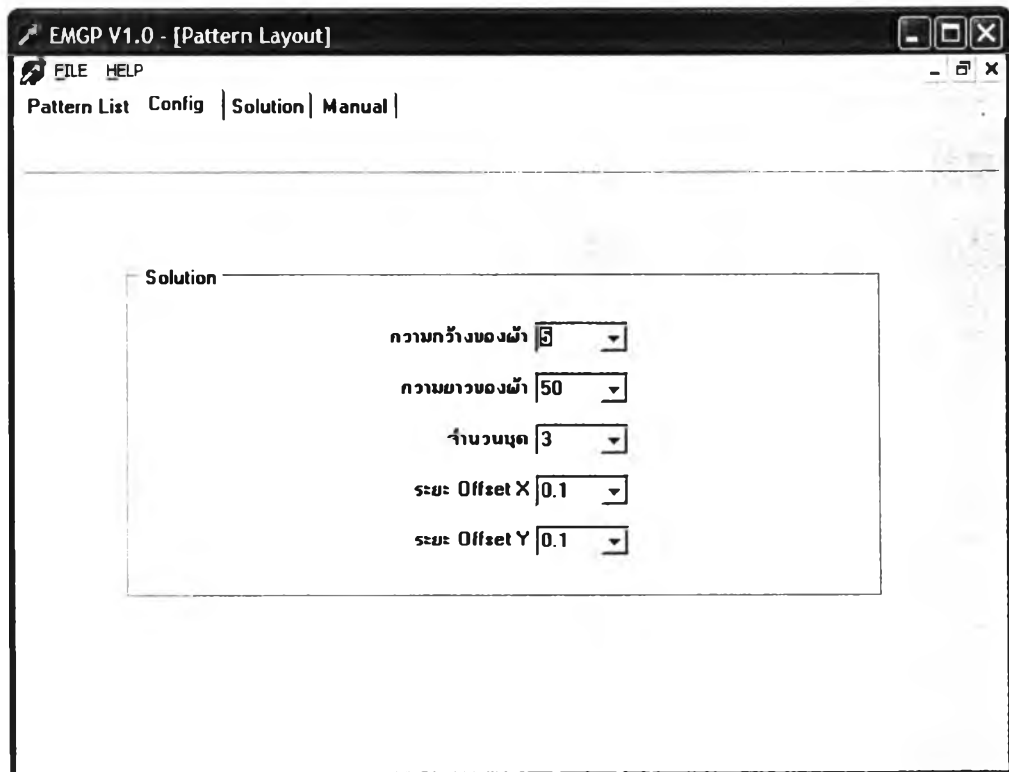 EMGP V1.0 - [Pattern Layout]
FILE HELP
Pattern List Config Solution Manual
Solution
ความกว้างของผ้า 5
ความยาวของผ้า 50
จำนวนชุด 3
ระยะ Offset X 0.1
ระยะ Offset Y 0.1